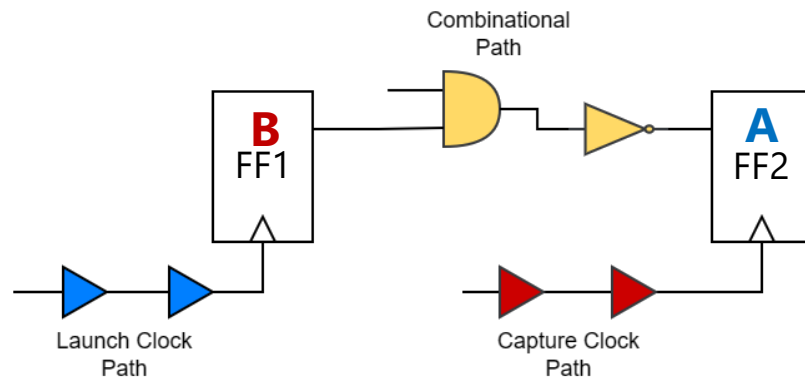 Combinational
Path
B
FF1
A
FF2
Launch Clock
Path
Capture Clock
Path